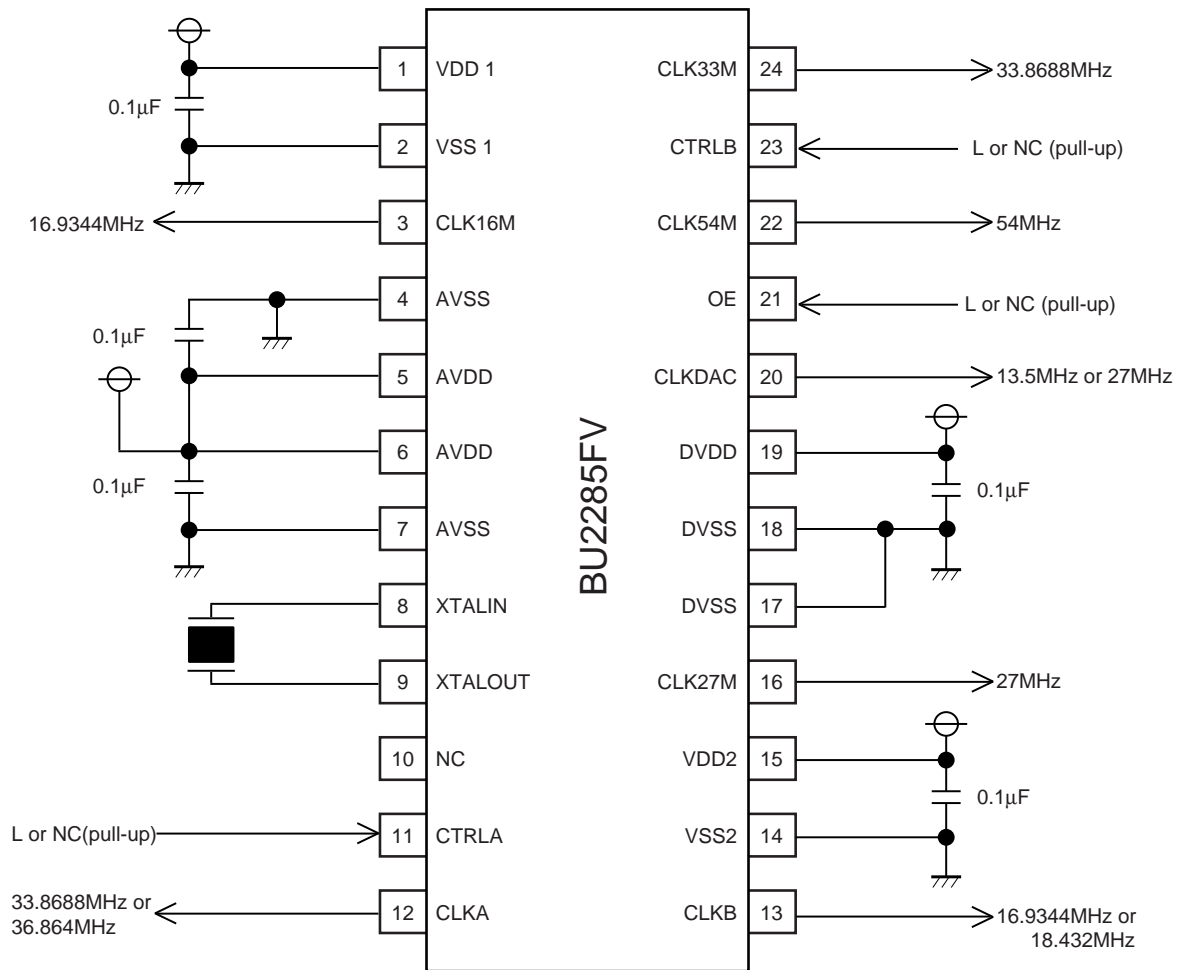 1 VDD 1 CLK33M 24 33.8688MHz
0.1µF
2 VSS 1 CTRLB 23 L or NC (pull-up)
16.9344MHz 3 CLK16M CLK54M 22 54MHz
4 AVSS OE 21 L or NC (pull-up)
0.1µF
5 AVDD CLKDAC 20 13.5MHz or 27MHz
6 AVDD DVDD 19
0.1µF 0.1µF
7 AVSS DVSS 18
BU2285FV
8 XTALIN DVSS 17
9 XTALOUT CLK27M 16 27MHz
10 NC VDD2 15
0.1µF
L or NC(pull-up) 11 CTRLA VSS2 14
33.8688MHz or
36.864MHz
12 CLKA CLKB 13
16.9344MHz or
18.432MHz